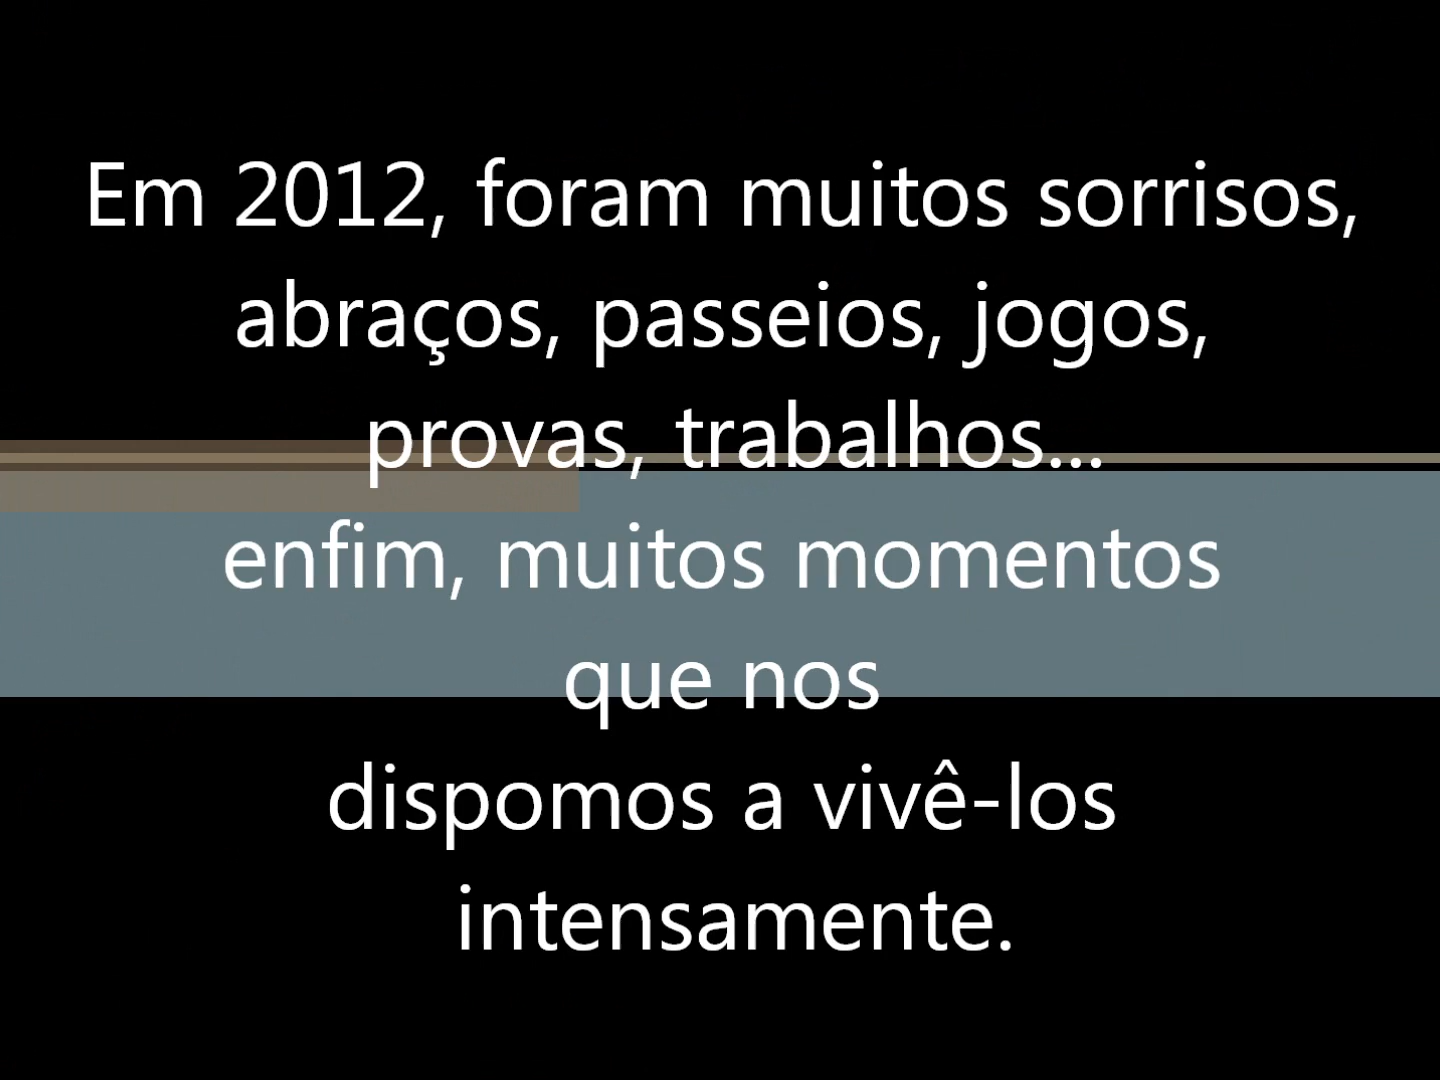 Em 2012, foram muitos sorrisos,
abraços, passeios, jogos,
provas, trabalhos...
enfim, muitos momentos
que nos
dispomos a vivê-los
intensamente.